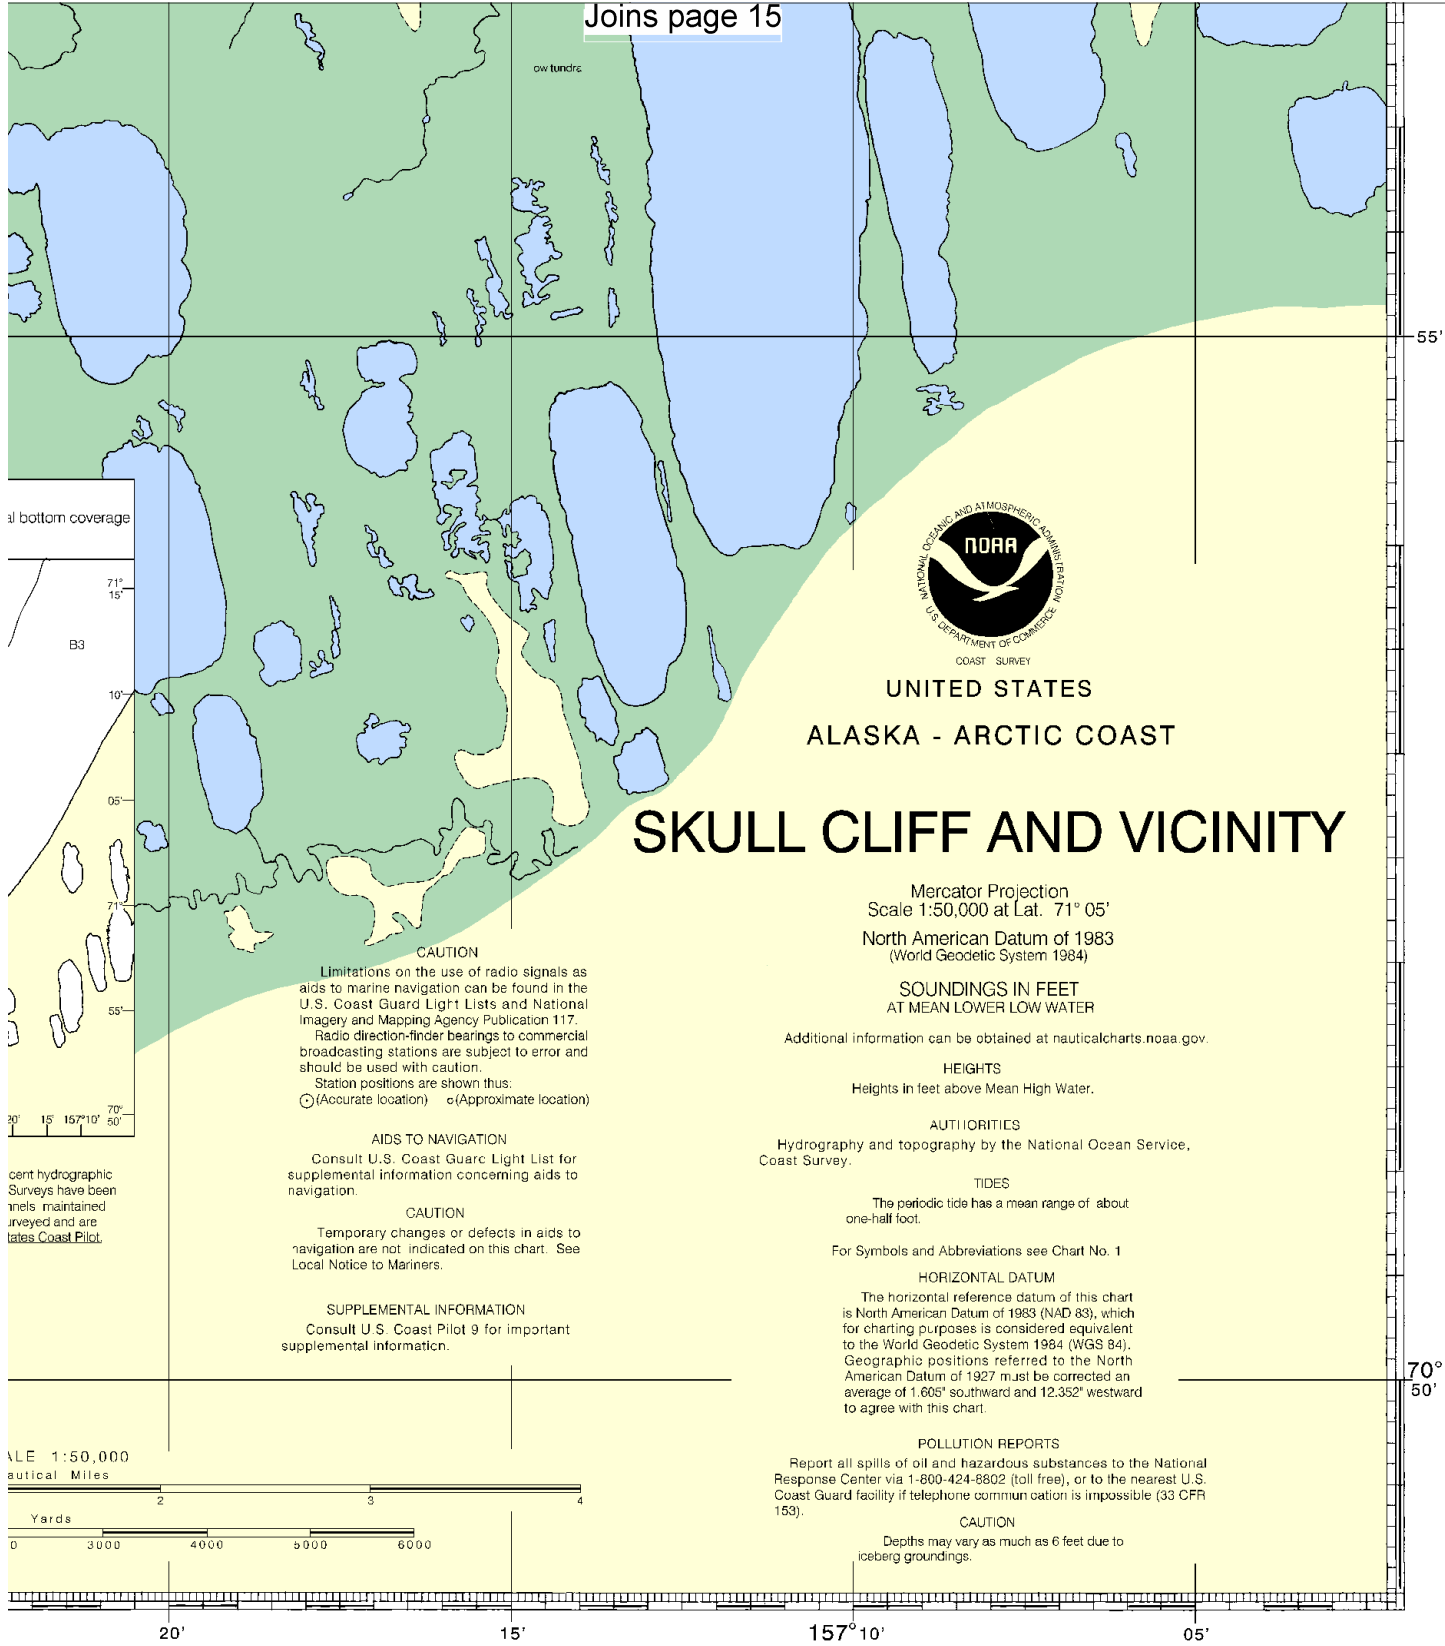 Joins page 15
ow tundra
55'
al bottom coverage
71°
15'
B3
10'
05'
71°
55'
70°
50'
20' 15' 157°10'
NATIONAL OCEANIC AND ATMOSPHERIC ADMINISTRATION
NOAA
U.S. DEPARTMENT OF COMMERCE
COAST SURVEY
UNITED STATES
ALASKA - ARCTIC COAST
SKULL CLIFF AND VICINITY
Mercator Projection
Scale 1:50,000 at Lat. 71° 05'
North American Datum of 1983
(World Geodetic System 1984)
SOUNDINGS IN FEET
AT MEAN LOWER LOW WATER
Additional information can be obtained at nauticalcharts.noaa.gov.
HEIGHTS
Heights in feet above Mean High Water.
AUTHORITIES
Hydrography and topography by the National Ocean Service,
Coast Survey.
TIDES
The periodic tide has a mean range of about
one-half foot.
For Symbols and Abbreviations see Chart No. 1
HORIZONTAL DATUM
The horizontal reference datum of this chart
is North American Datum of 1983 (NAD 83), which
for charting purposes is considered equivalent
to the World Geodetic System 1984 (WGS 84).
Geographic positions referred to the North
American Datum of 1927 must be corrected an
average of 1.605" southward and 12.352" westward
to agree with this chart.
POLLUTION REPORTS
Report all spills of oil and hazardous substances to the National
Response Center via 1-800-424-8802 (toll free), or to the nearest U.S.
Coast Guard facility if telephone commun cation is impossible (33 CFR
153).
CAUTION
Depths may vary as much as 6 feet due to
iceberg groundings.
CAUTION
Limitations on the use of radio signals as
aids to marine navigation can be found in the
U.S. Coast Guard Light Lists and National
Imagery and Mapping Agency Publication 117.
Radio direction-finder bearings to commercial
broadcasting stations are subject to error and
should be used with caution.
Station positions are shown thus:
(Accurate location) o(Approximate location)
AIDS TO NAVIGATION
Consult U.S. Coast Guard Light List for
supplemental information concerning aids to
navigation.
CAUTION
Temporary changes or defects in aids to
navigation are not indicated on this chart. See
Local Notice to Mariners.
SUPPLEMENTAL INFORMATION
Consult U.S. Coast Pilot 9 for important
supplemental information.
cent hydrographic
Surveys have been
nnels maintained
urveyed and are
tates Coast Pilot.
70°
50'
ALE 1:50,000
autical Miles
2 3 4
Yards
0 3000 4000 5000 6000
20' 15' 157°10' 05'